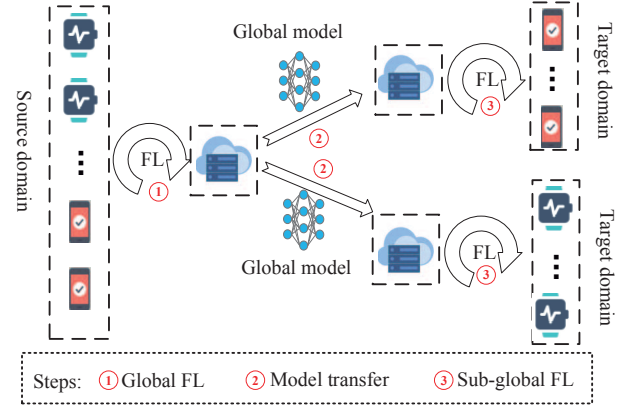 Source domain
FL
1
Global model
2
2
Global model
FL
3
Target domain
FL
3
Target domain
Steps: 1 Global FL 2 Model transfer 3 Sub-global FL